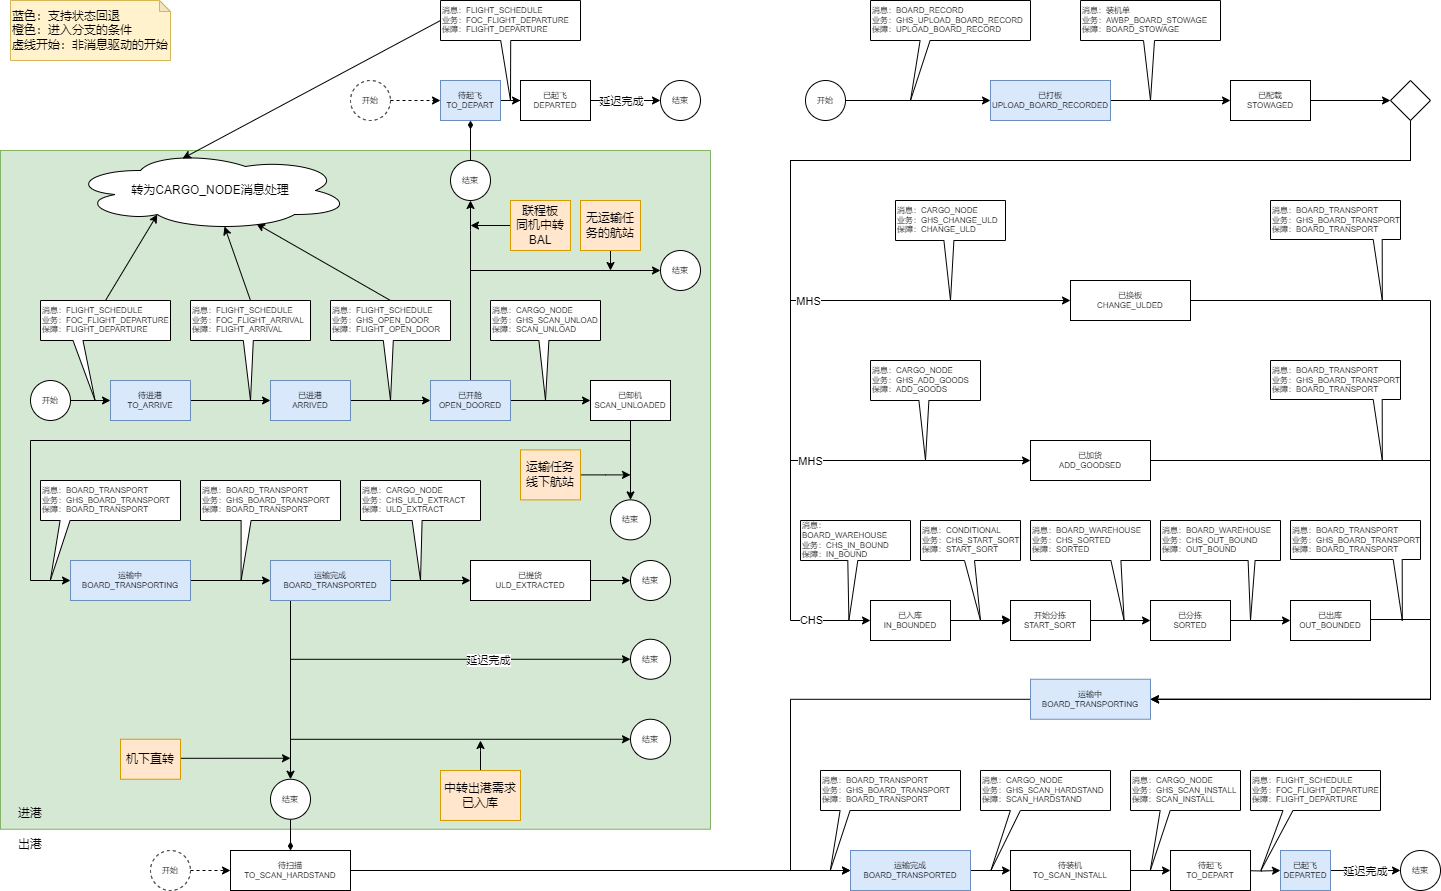 蓝色：支持状态回退
橙色：进入分支的条件
虚线开始：非消息驱动的开始
消息：FLIGHT_SCHEDULE
业务：FOC_FLIGHT_DEPARTURE
保障：FLIGHT_DEPARTURE
开始
待起飞
TO_DEPART
已起飞
DEPARTED
延迟完成
结束
转为CARGO_NODE消息处理
结束
联程板
同机中转
BAL
无运输任
务的航站
结束
消息：FLIGHT_SCHEDULE
业务：FOC_FLIGHT_DEPARTURE
保障：FLIGHT_DEPARTURE
消息：FLIGHT_SCHEDULE
业务：FOC_FLIGHT_ARRIVAL
保障：FLIGHT_ARRIVAL
消息：FLIGHT_SCHEDULE
业务：GHS_OPEN_DOOR
保障：FLIGHT_OPEN_DOOR
消息：CARGO_NODE
业务：GHS_SCAN_UNLOAD
保障：SCAN_UNLOAD
开始
待进港
TO_ARRIVE
已进港
ARRIVED
已开舱
OPEN_DOORED
已卸机
SCAN_UNLOADED
运输任务
线下航站
结束
消息：BOARD_TRANSPORT
业务：GHS_BOARD_TRANSPORT
保障：BOARD_TRANSPORT
消息：BOARD_TRANSPORT
业务：GHS_BOARD_TRANSPORT
保障：BOARD_TRANSPORT
消息：CARGO_NODE
业务：CHS_ULD_EXTRACT
保障：ULD_EXTRACT
运输中
BOARD_TRANSPORTING
运输完成
BOARD_TRANSPORTED
已提货
ULD_EXTRACTED
结束
延迟完成
结束
结束
机下直转
中转出港需求
已入库
结束
进港
出港
开始
待扫描
TO_SCAN_HARDSTAND
消息：BOARD_RECORD
业务：GHS_UPLOAD_BOARD_RECORD
保障：UPLOAD_BOARD_RECORD
消息：装机单
业务：AWBP_BOARD_STOWAGE
保障：BOARD_STOWAGE
开始
已打板
UPLOAD_BOARD_RECORDED
已配载
STOWAGED
消息：CARGO_NODE
业务：GHS_CHANGE_ULD
保障：CHANGE_ULD
消息：BOARD_TRANSPORT
业务：GHS_BOARD_TRANSPORT
保障：BOARD_TRANSPORT
MHS
已换板
CHANGE_ULDED
消息：CARGO_NODE
业务：GHS_ADD_GOODS
保障：ADD_GOODS
消息：BOARD_TRANSPORT
业务：GHS_BOARD_TRANSPORT
保障：BOARD_TRANSPORT
MHS
已加货
ADD_GOODSED
消息：
BOARD_WAREHOUSE
业务：CHS_IN_BOUND
保障：IN_BOUND
消息：CONDITIONAL
业务：CHS_START_SORT
保障：START_SORT
消息：BOARD_WAREHOUSE
业务：CHS_SORTED
保障：SORTED
消息：BOARD_WAREHOUSE
业务：CHS_OUT_BOUND
保障：OUT_BOUND
消息：BOARD_TRANSPORT
业务：GHS_BOARD_TRANSPORT
保障：BOARD_TRANSPORT
CHS
已入库
IN_BOUNDED
开始分拣
START_SORT
已分拣
SORTED
已出库
OUT_BOUNDED
运输中
BOARD_TRANSPORTING
消息：BOARD_TRANSPORT
业务：GHS_BOARD_TRANSPORT
保障：BOARD_TRANSPORT
消息：CARGO_NODE
业务：GHS_SCAN_HARDSTAND
保障：SCAN_HARDSTAND
消息：CARGO_NODE
业务：GHS_SCAN_INSTALL
保障：SCAN_INSTALL
消息：FLIGHT_SCHEDULE
业务：FOC_FLIGHT_DEPARTURE
保障：FLIGHT_DEPARTURE
运输完成
BOARD_TRANSPORTED
待装机
TO_SCAN_INSTALL
待起飞
TO_DEPART
已起飞
DEPARTED
延迟完成
结束